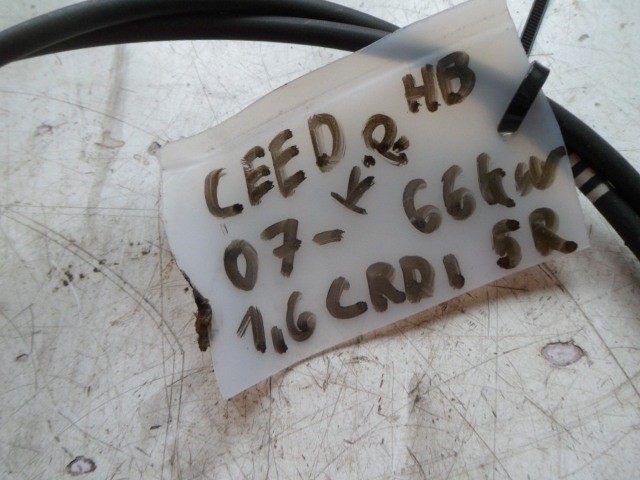 CEED. HB
07- 66kW
1,6 CRDI 5R